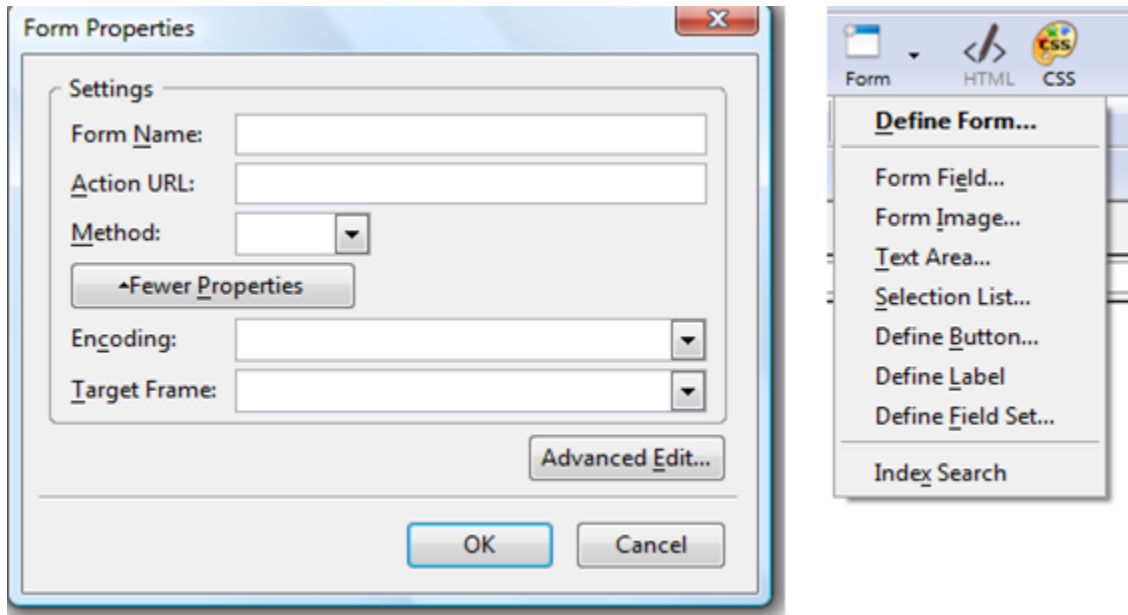 Form Properties
Settings
Form Name:
Action URL:
Method:
Fewer Properties
Encoding:
Target Frame:
Advanced Edit...
OK Cancel
Form HTML CSS
Define Form...
Form Field...
Form Image...
Text Area...
Selection List...
Define Button...
Define Label
Define Field Set...
Index Search